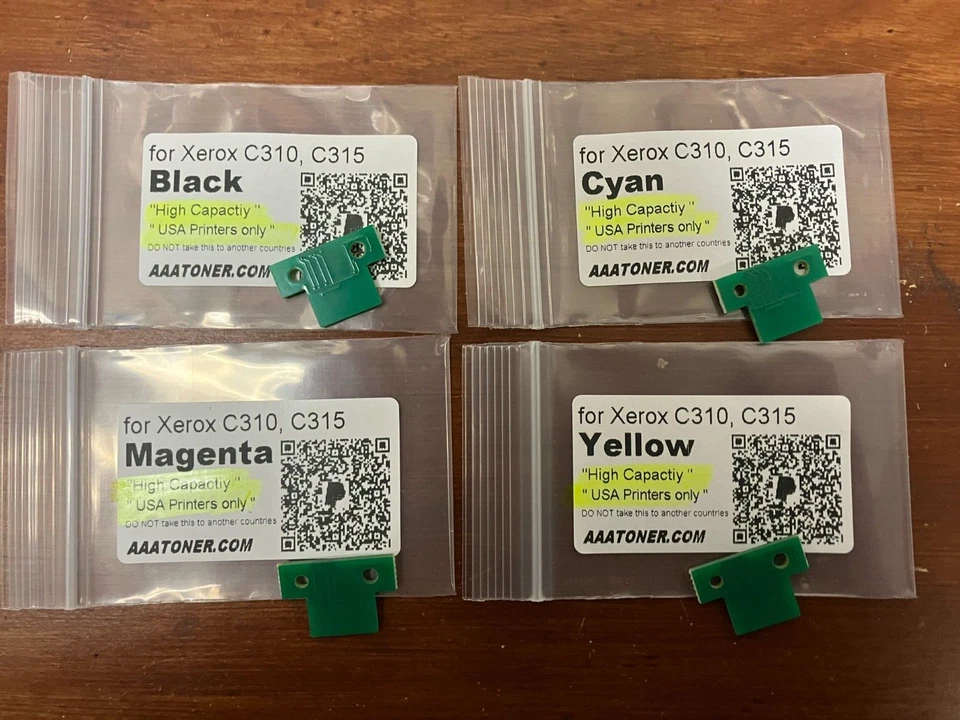 for Xerox C310, C315
Black
"High Capactiy "
" USA Printers only "
DO NOT take this to another countries
AAATONER.COM
for Xerox C310, C315
Cyan
"High Capactiy "
" USA Printers only "
DO NOT take this to another countries
AAATONER.COM
for Xerox C310, C315
Magenta
"High Capactiy "
" USA Printers only "
DO NOT take this to another countries
AAATONER.COM
for Xerox C310, C315
Yellow
"High Capactiy "
" USA Printers only "
DO NOT take this to another countries
AAATONER.COM